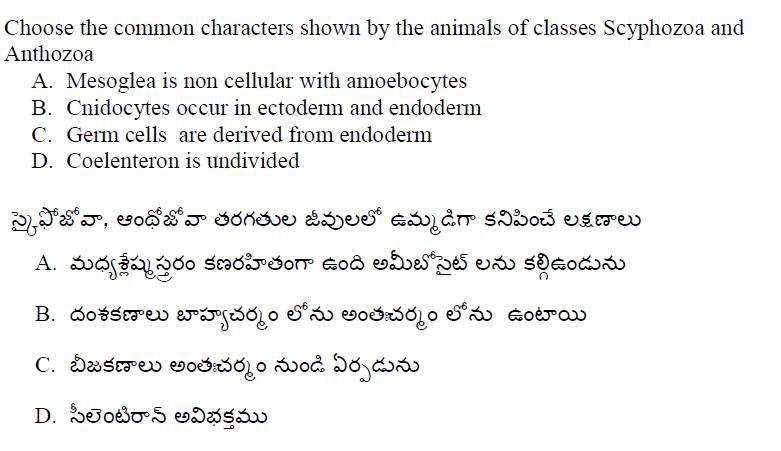 Choose the common characters shown by the animals of classes Scyphozoa and
Anthozoa
A. Mesoglea is non cellular with amoebocytes
B. Cnidocytes occur in ectoderm and endoderm
C. Germ cells are derived from endoderm
D. Coelenteron is undivided
స్కైఫోజోవా, ఆంథోజోవా తరగతుల జీవులలో ఉమ్మడిగా కనిపించే లక్షణాలు
A. మధ్యశ్లేష్మస్తరం కణరహితంగా ఉండి అమీబోసైట్ లను కల్గిఉండును
B. దంశకణాలు బాహ్యచర్మం లోను అంతఃచర్మం లోను ఉంటాయి
C. బీజకణాలు అంతఃచర్మం నుండి ఏర్పడును
D. సీలెంటిరాన్ అవిభక్తము